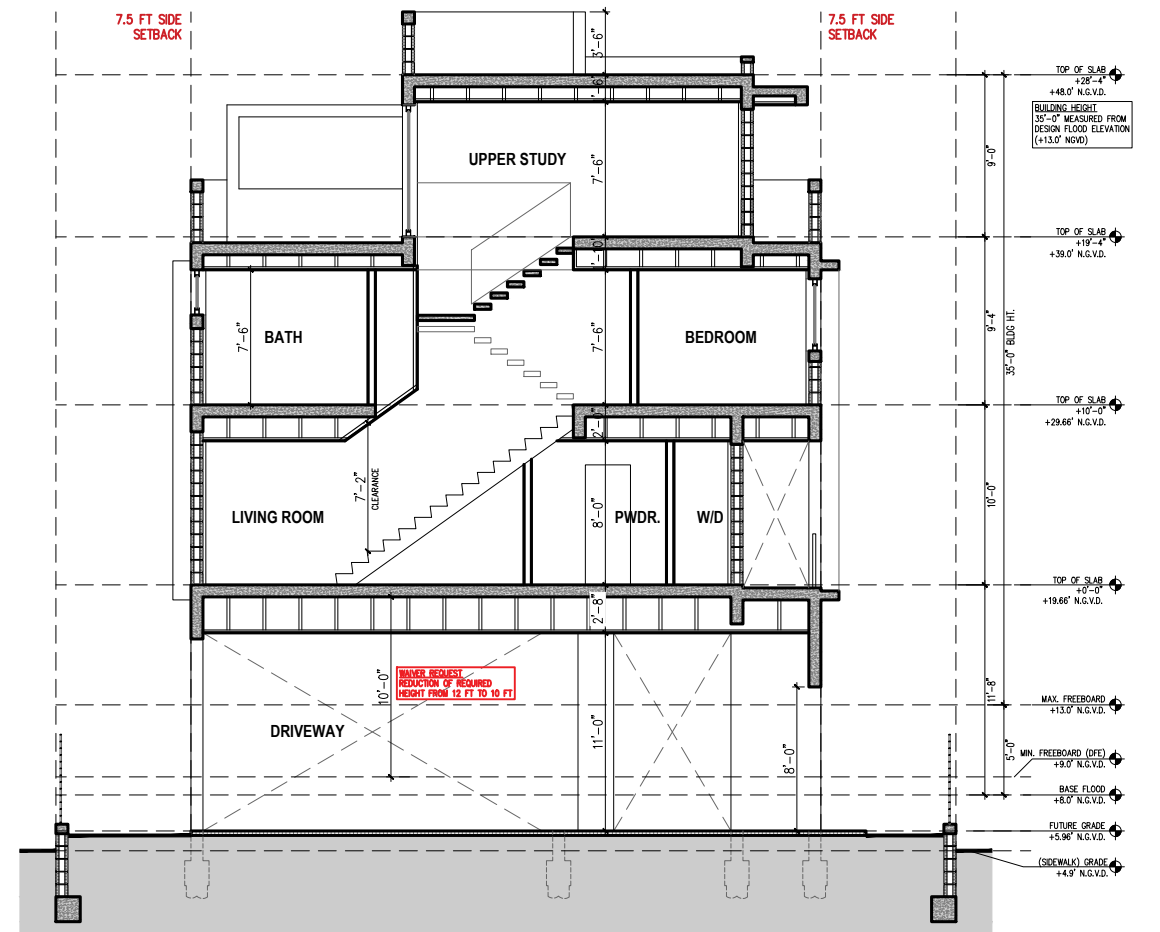 7.5 FT SIDE
SETBACK
7.5 FT SIDE
SETBACK
3'-6"
TOP OF SLAB
+28'-4"
+48.0' N.G.V.D.
BUILDING HEIGHT
35'-0" MEASURED FROM
DESIGN FLOOD ELEVATION
(+13.0' NGVD)
UPPER STUDY
7'-6"
9'-0"
TOP OF SLAB
+19'-4"
+39.0' N.G.V.D.
1'-10"
BATH
7'-6"
7'-6"
BEDROOM
9'-4"
35'-0" BLDG HT.
TOP OF SLAB
+10'-0"
+29.66' N.G.V.D.
2'-0"
7'-2"
CLEARANCE
LIVING ROOM
8'-0"
PWDR.
W/D
10'-0"
TOP OF SLAB
+0'-0"
+19.66' N.G.V.D.
2'-8"
WAIVER REQUEST
REDUCTION OF REQUIRED
HEIGHT FROM 12 FT TO 10 FT
10'-0"
11'-8"
MAX. FREEBOARD
+13.0' N.G.V.D.
DRIVEWAY
11'-0"
8'-0"
5'-0"
MIN. FREEBOARD (DFE)
+9.0' N.G.V.D.
BASE FLOOD
+8.0' N.G.V.D.
FUTURE GRADE
+5.96' N.G.V.D.
(SIDEWALK) GRADE
+4.9' N.G.V.D.